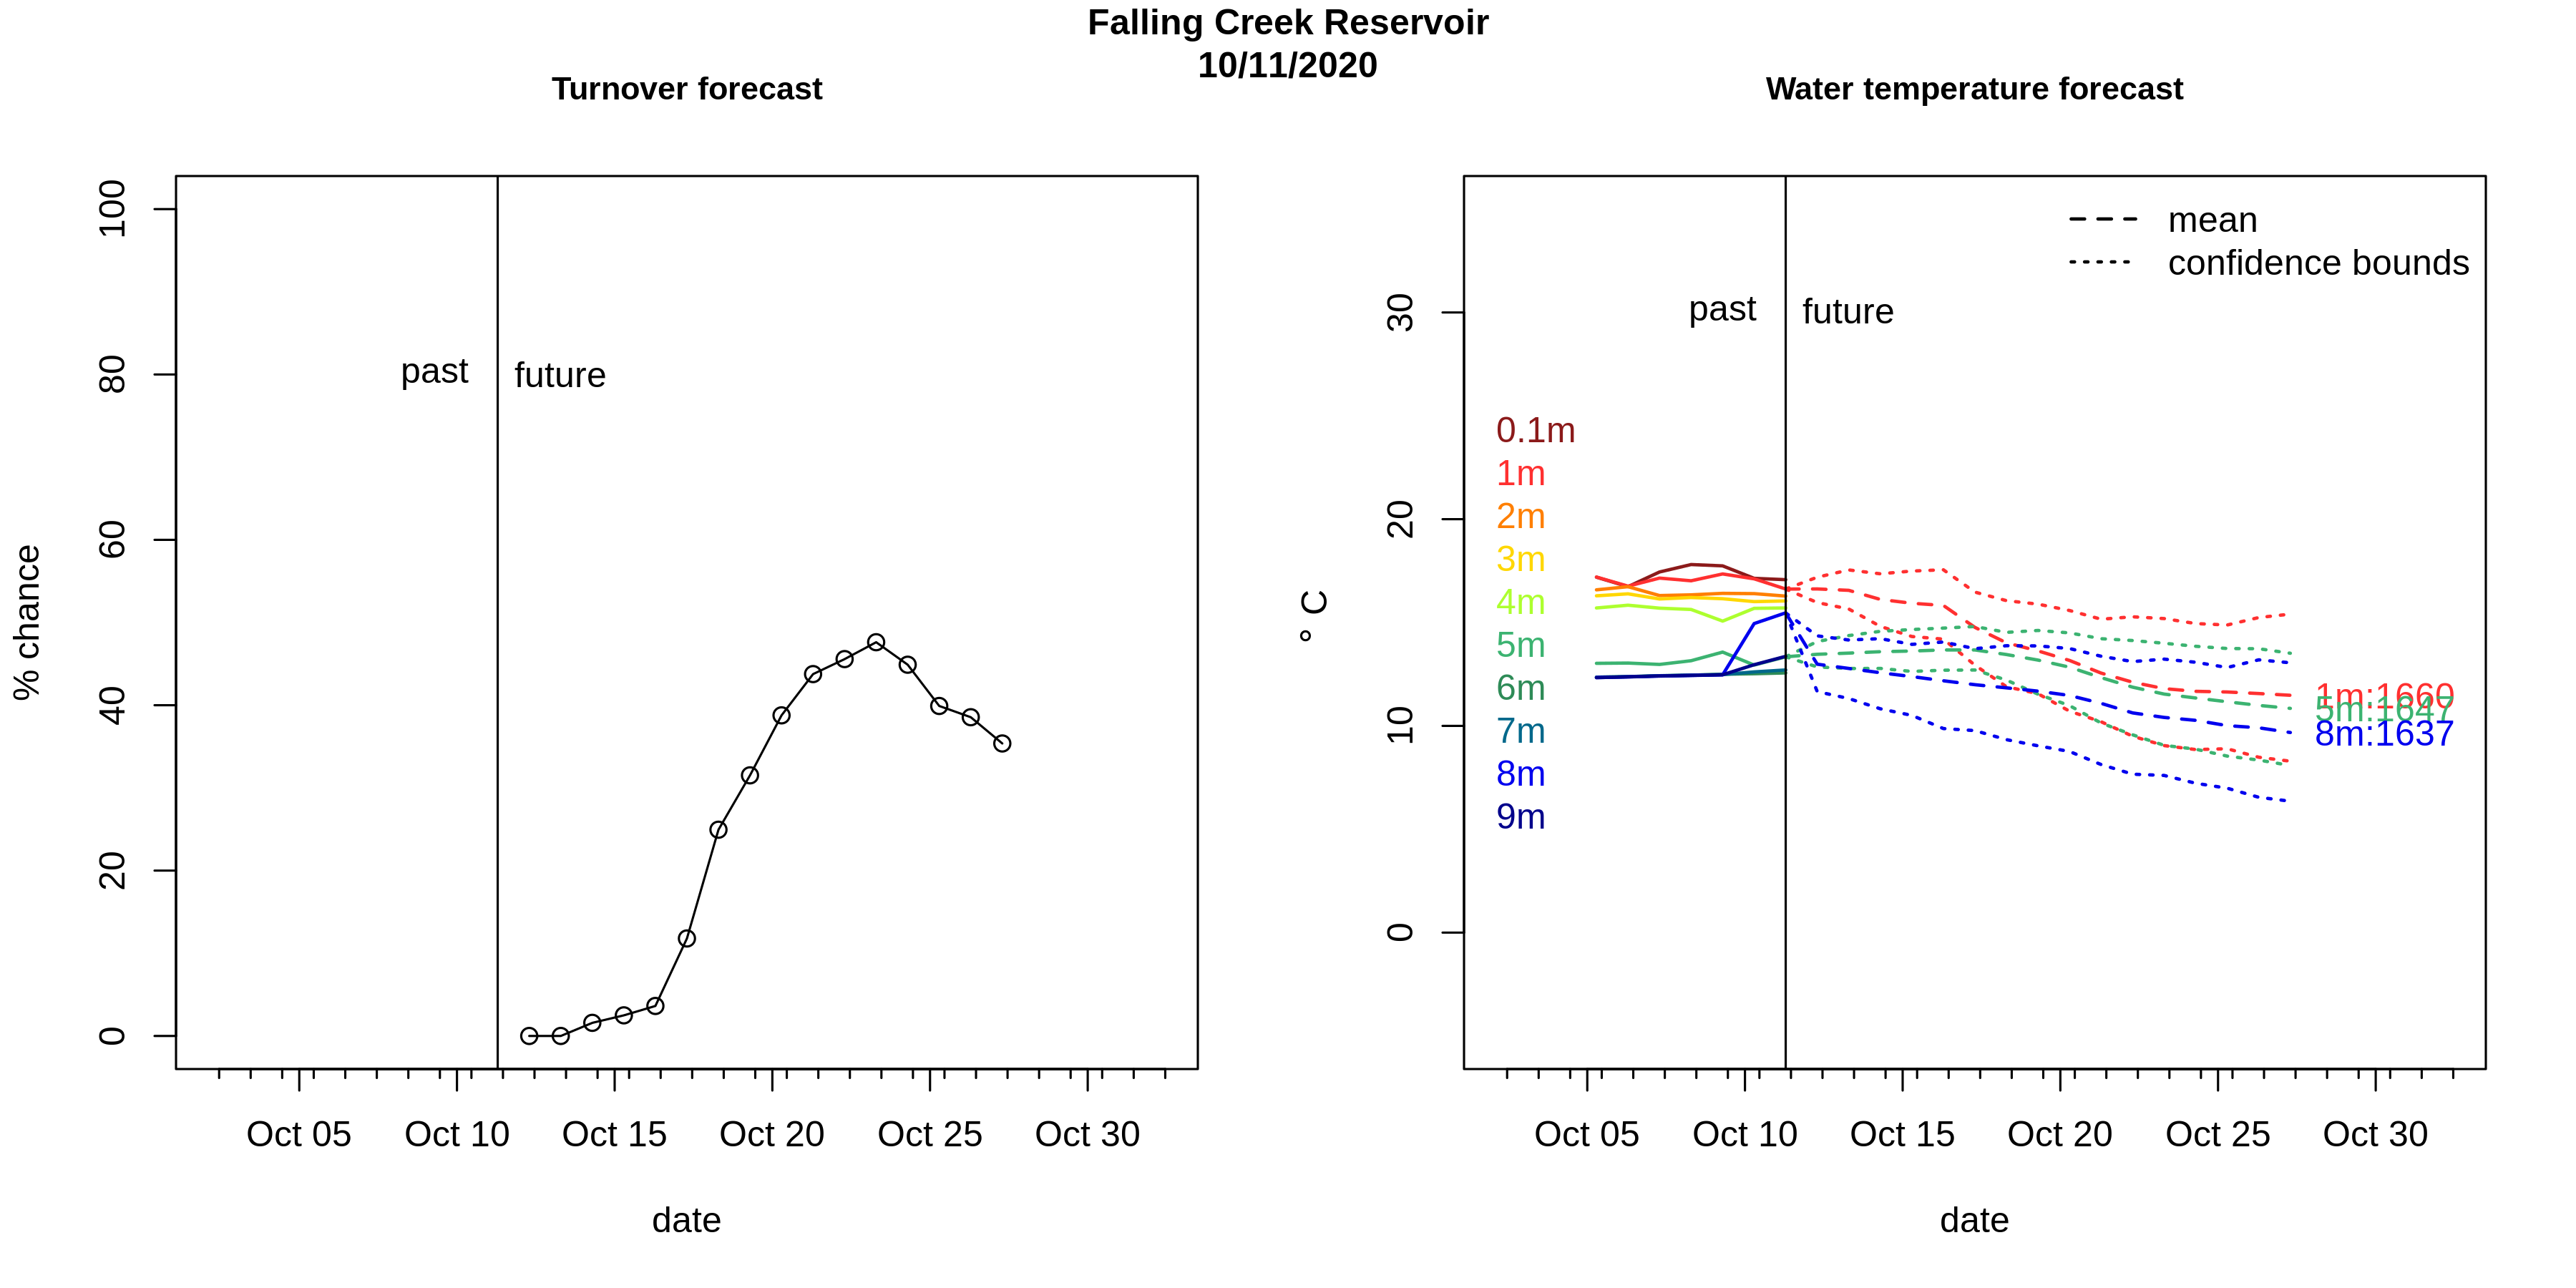 Falling Creek Reservoir
10/11/2020
Turnover forecast
% chance
100
80
60
40
20
0
past
future
Oct 05
Oct 10
Oct 15
Oct 20
Oct 25
Oct 30
date
Water temperature forecast
° C
30
20
10
0
mean
confidence bounds
past
future
0.1m
1m
2m
3m
4m
5m
6m
7m
8m
9m
1m:1660
5m:1647
8m:1637
Oct 05
Oct 10
Oct 15
Oct 20
Oct 25
Oct 30
date